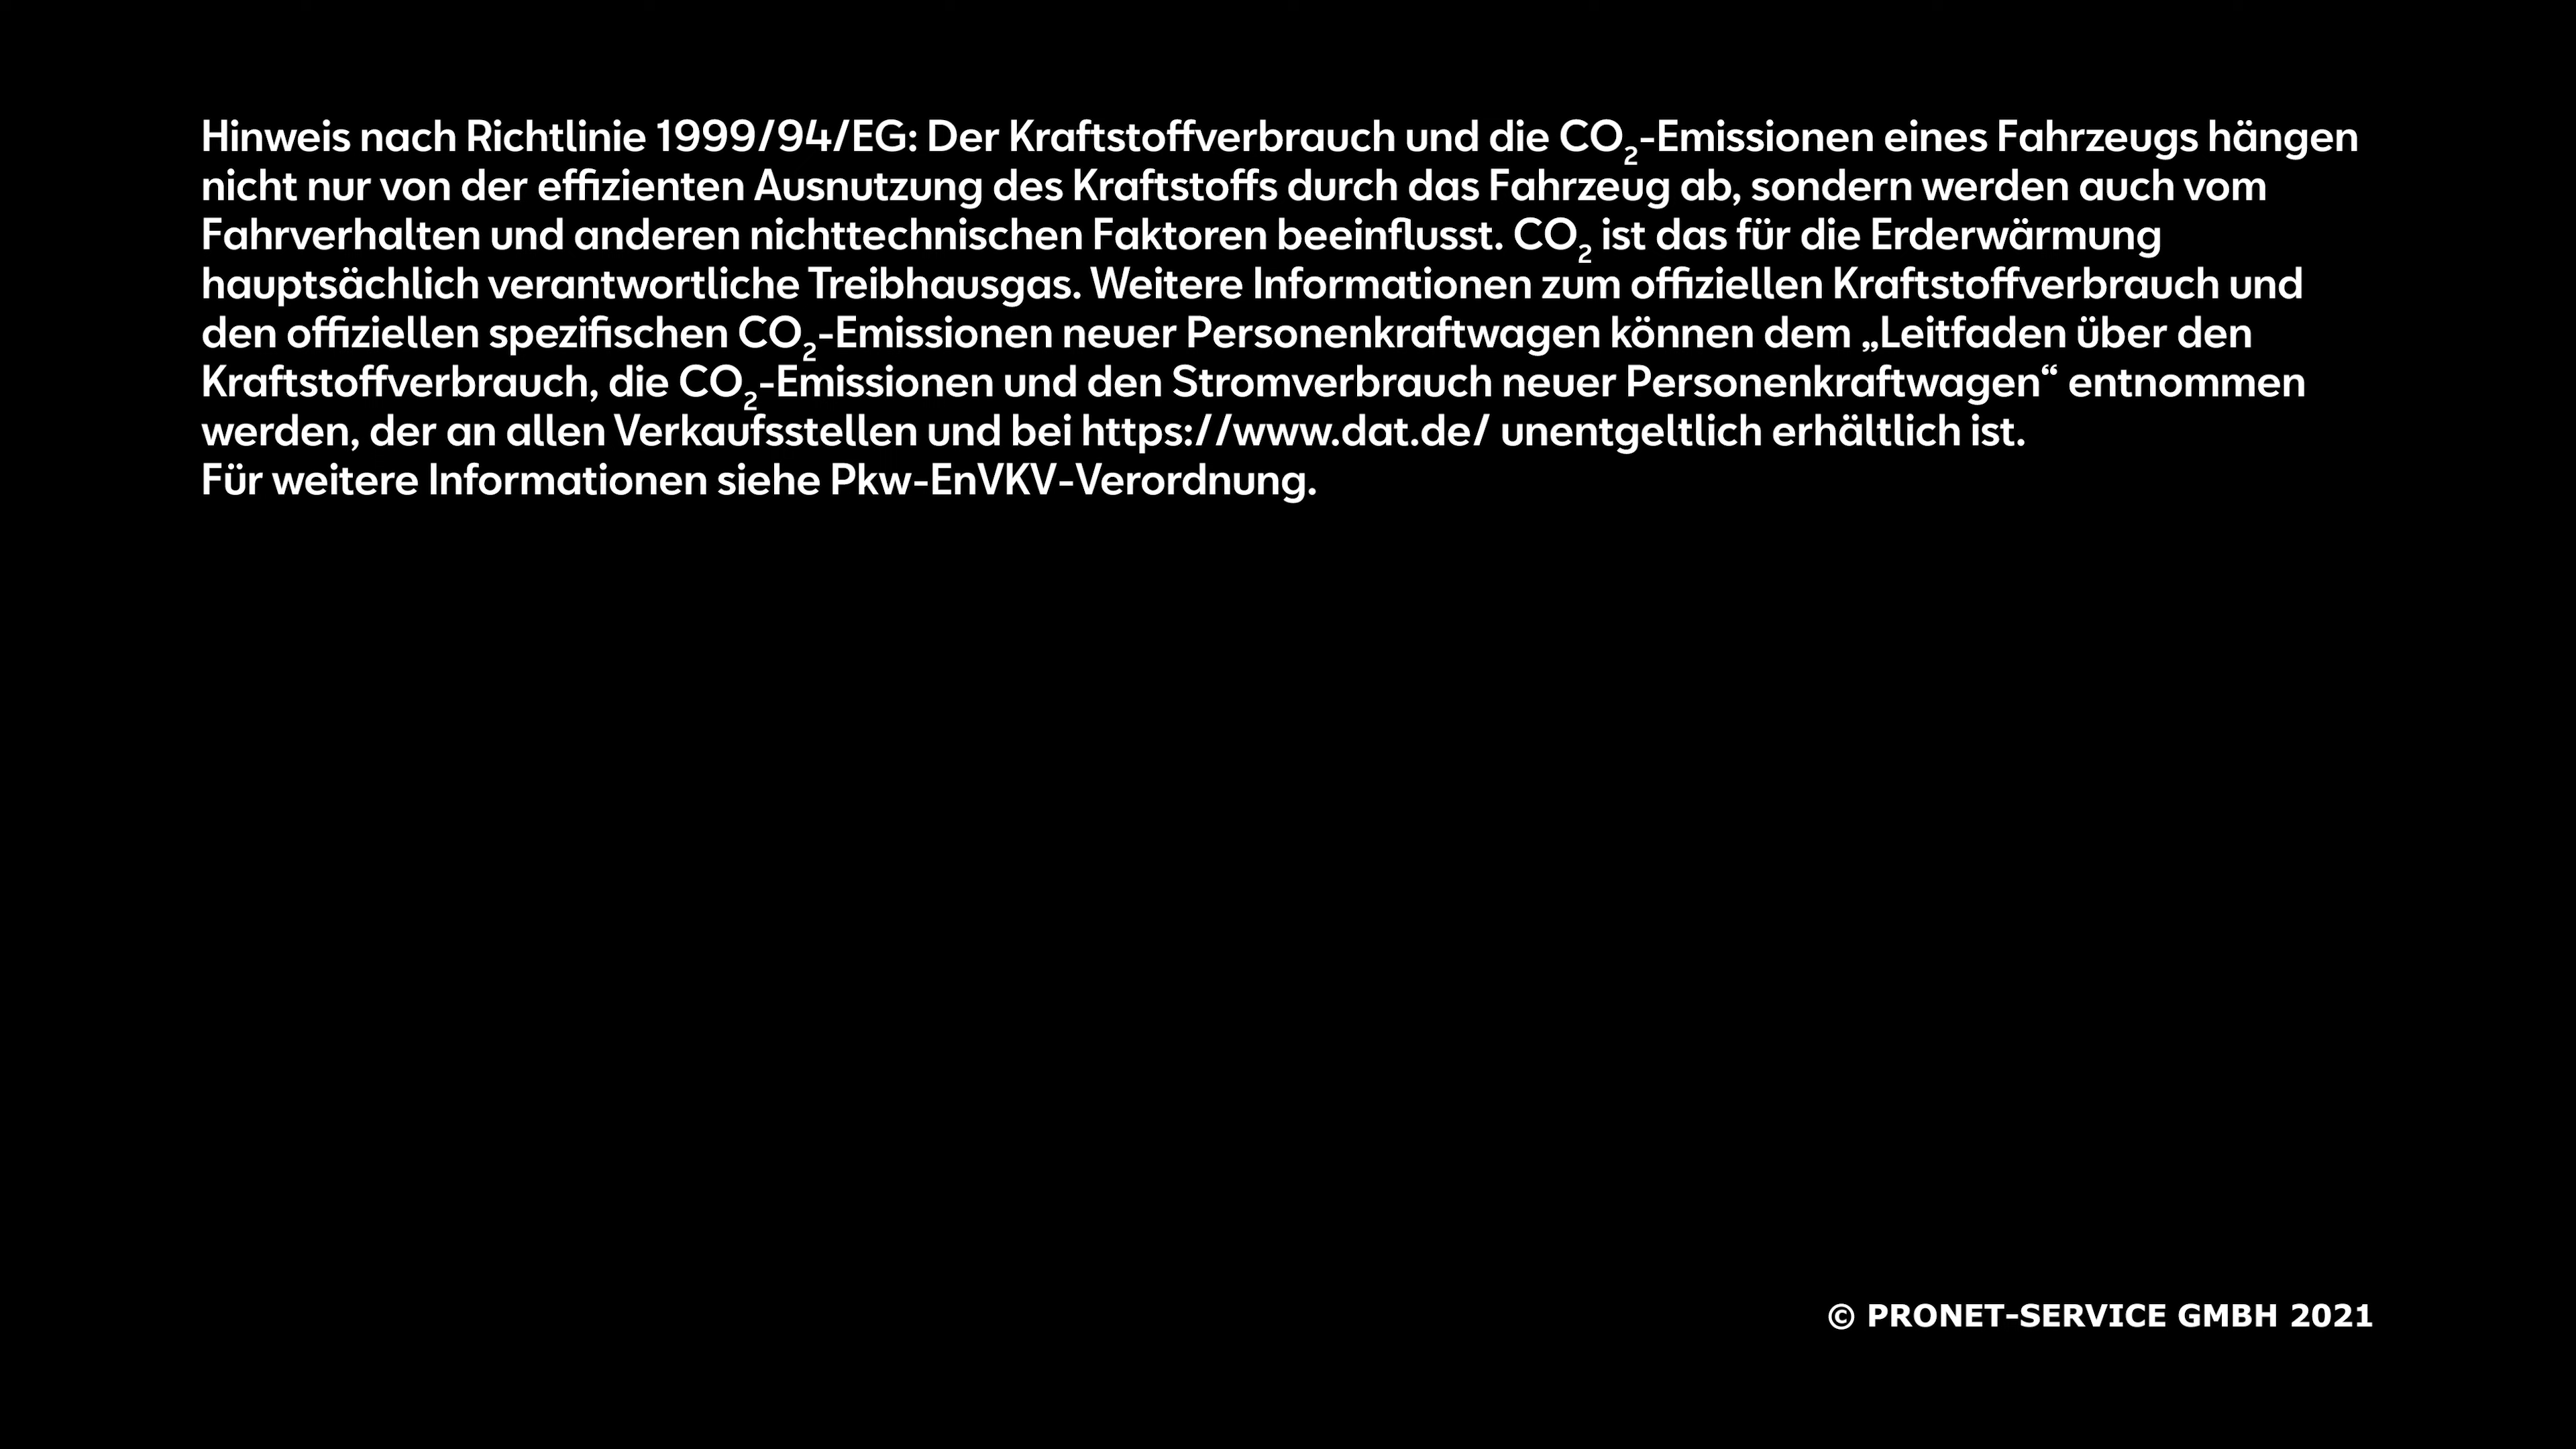 Hinweis nach Richtlinie 1999/94/EG: Der Kraftstoffverbrauch und die CO₂-Emissionen eines Fahrzeugs hängen
nicht nur von der effizienten Ausnutzung des Kraftstoffs durch das Fahrzeug ab, sondern werden auch vom
Fahrverhalten und anderen nichttechnischen Faktoren beeinflusst. CO₂ ist das für die Erderwärmung
hauptsächlich verantwortliche Treibhausgas. Weitere Informationen zum offiziellen Kraftstoffverbrauch und
den offiziellen spezifischen CO₂-Emissionen neuer Personenkraftwagen können dem „Leitfaden über den
Kraftstoffverbrauch, die CO₂-Emissionen und den Stromverbrauch neuer Personenkraftwagen“ entnommen
werden, der an allen Verkaufsstellen und bei https://www.dat.de/ unentgeltlich erhältlich ist.
Für weitere Informationen siehe Pkw-EnVKV-Verordnung.
© PRONET-SERVICE GMBH 2021